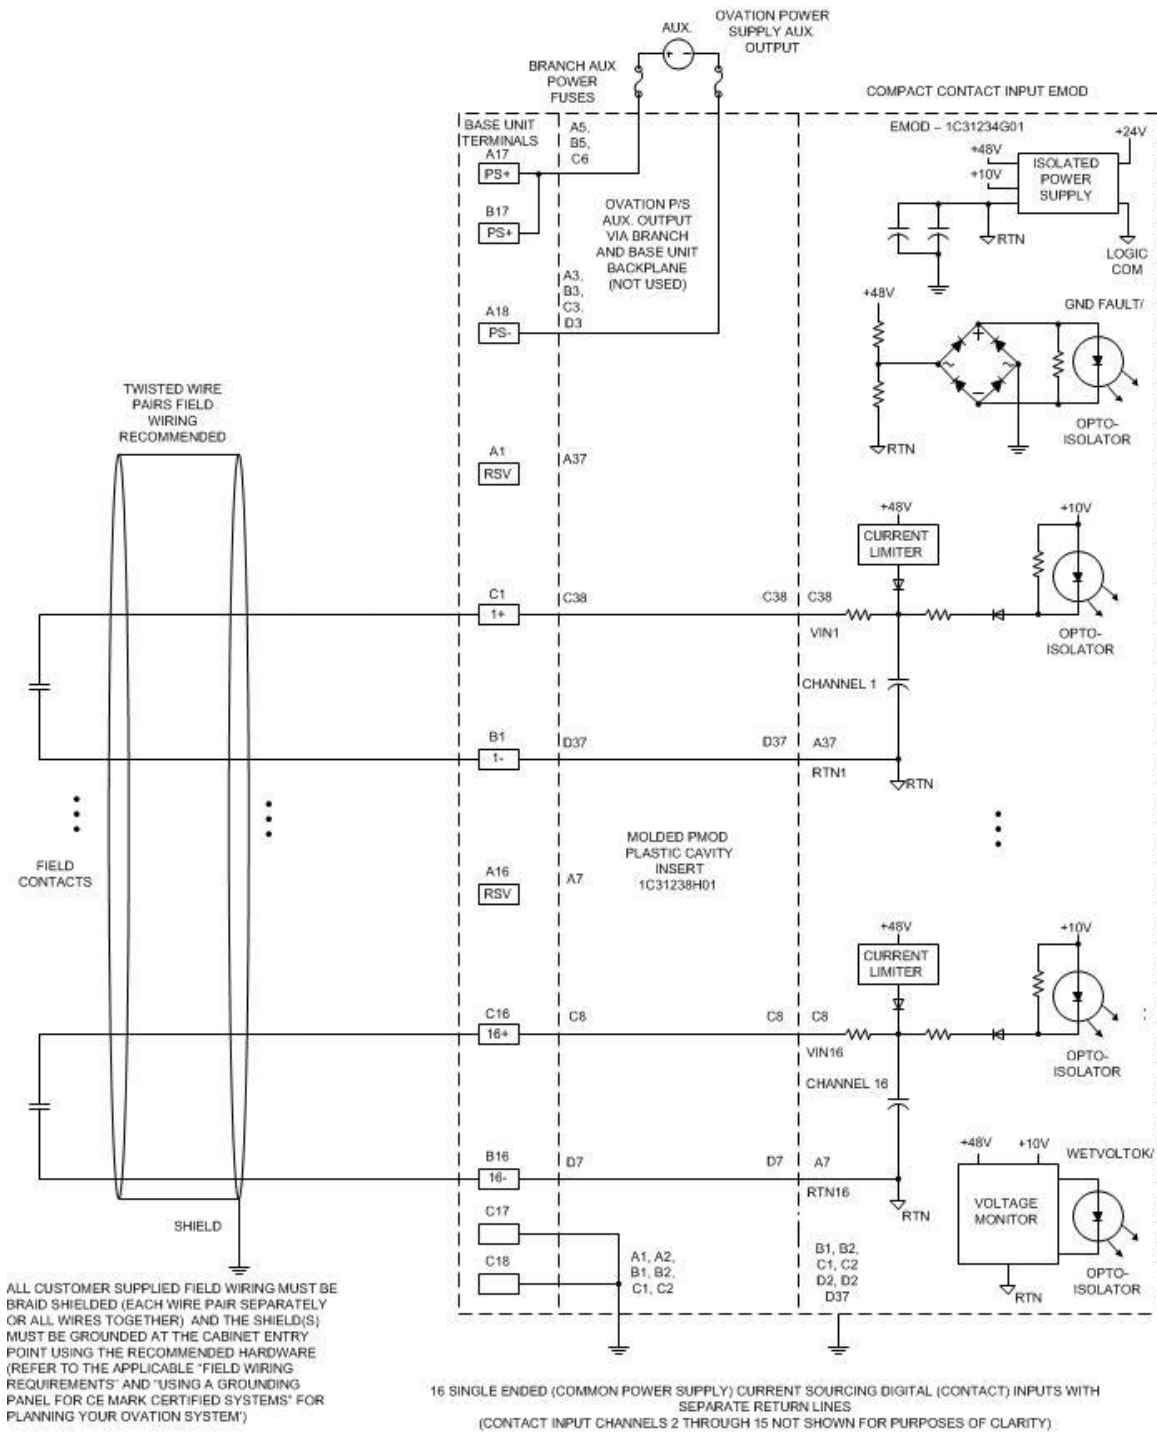 OVATION POWER
SUPPLY AUX.
OUTPUT
AUX.
+ -
BRANCH AUX
POWER
FUSES
COMPACT CONTACT INPUT EMOD
BASE UNIT
TERMINALS
A5,
B5,
C6
A17
PS+
B17
PS+
OVATION P/S
AUX. OUTPUT
VIA BRANCH
AND BASE UNIT
BACKPLANE
(NOT USED)
A3,
B3,
C3,
D3
A18
PS-
EMOD – 1C31234G01
+24V
+48V
+10V
ISOLATED
POWER
SUPPLY
RTN
LOGIC
COM
+48V
GND FAULT/
+
~
~
–
OPTO-
ISOLATOR
RTN
TWISTED WIRE
PAIRS FIELD
WIRING
RECOMMENDED
A1
RSV
A37
+48V
CURRENT
LIMITER
+10V
C1
1+
C38
C38
C38
VIN1
OPTO-
ISOLATOR
CHANNEL 1
B1
1-
D37
D37
A37
RTN1
RTN
FIELD
CONTACTS
MOLDED PMOD
PLASTIC CAVITY
INSERT
1C31238H01
A16
RSV
A7
+48V
CURRENT
LIMITER
+10V
C16
16+
C8
C8
C8
VIN16
OPTO-
ISOLATOR
CHANNEL 16
B16
16-
D7
D7
A7
RTN16
RTN
+48V
+10V
WETVOLTOK/
VOLTAGE
MONITOR
OPTO-
ISOLATOR
RTN
SHIELD
C17
C18
A1, A2,
B1, B2,
C1, C2
B1, B2,
C1, C2
D2, D2
D37
ALL CUSTOMER SUPPLIED FIELD WIRING MUST BE
BRAID SHIELDED (EACH WIRE PAIR SEPARATELY
OR ALL WIRES TOGETHER) AND THE SHIELD(S)
MUST BE GROUNDED AT THE CABINET ENTRY
POINT USING THE RECOMMENDED HARDWARE
(REFER TO THE APPLICABLE "FIELD WIRING
REQUIREMENTS" AND "USING A GROUNDING
PANEL FOR CE MARK CERTIFIED SYSTEMS" FOR
PLANNING YOUR OVATION SYSTEM')
16 SINGLE ENDED (COMMON POWER SUPPLY) CURRENT SOURCING DIGITAL (CONTACT) INPUTS WITH
SEPARATE RETURN LINES
(CONTACT INPUT CHANNELS 2 THROUGH 15 NOT SHOWN FOR PURPOSES OF CLARITY)